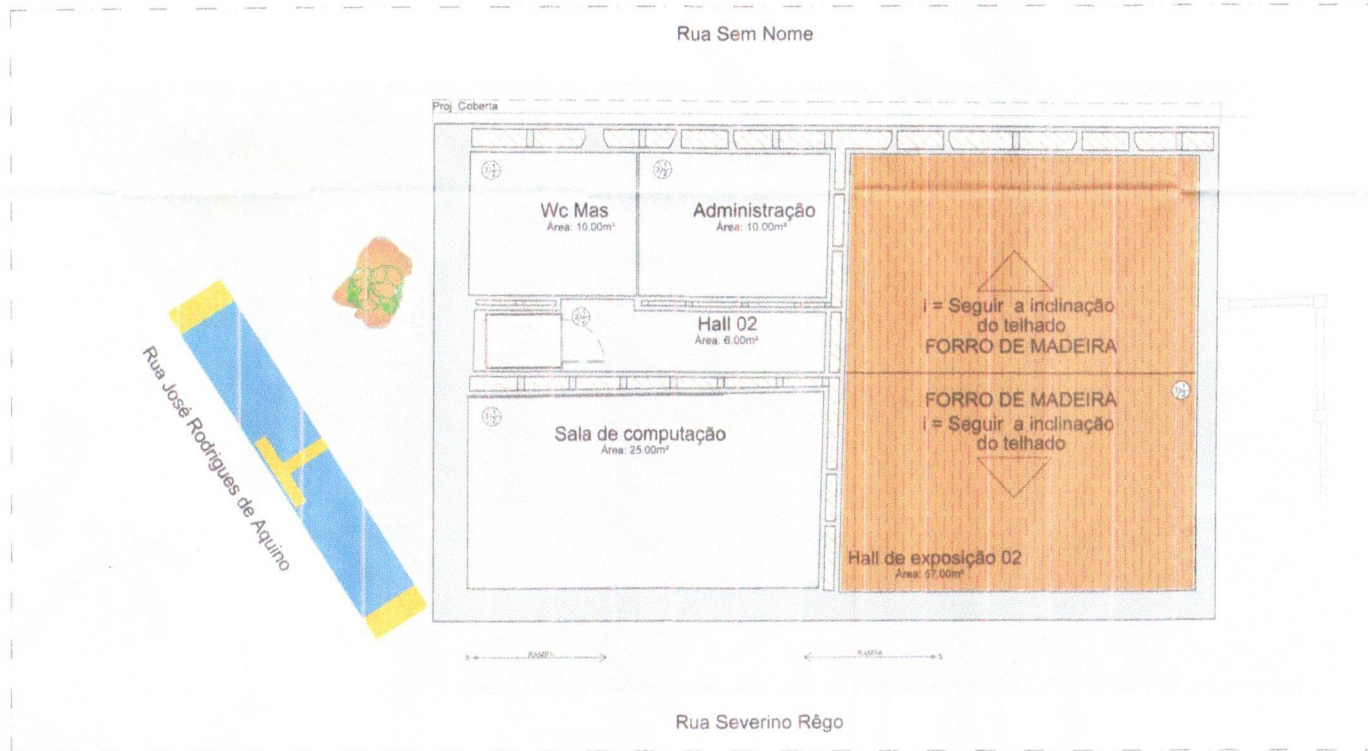 Rua Sem Nome
Proj. Coberta
Wc Mas
Área: 10.00m²
Administração
Área: 10.00m²
i = Seguir a inclinação
do telhado
FORRO DE MADEIRA
Hall 02
Área: 6.00m²
FORRO DE MADEIRA
i = Seguir a inclinação
do telhado
Sala de computação
Área: 25.00m²
Rua José Rodrigues de Aquino
Hall de exposição 02
Área: 57.00m²
RAMPA
RAMPA
Rua Severino Rêgo